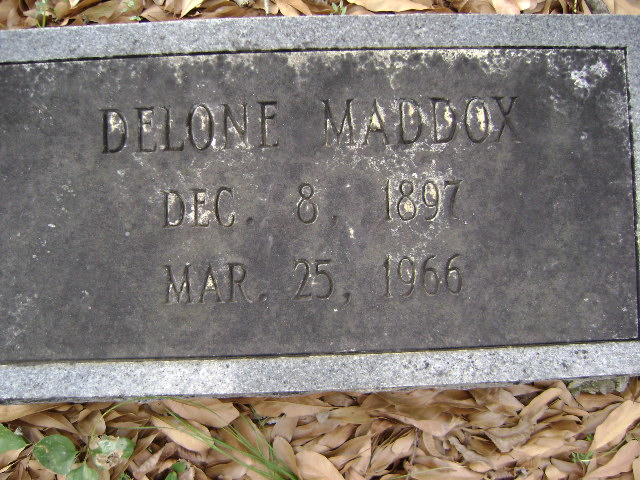 DELONE MADDOX
DEC. 8, 1897
MAR. 25, 1966